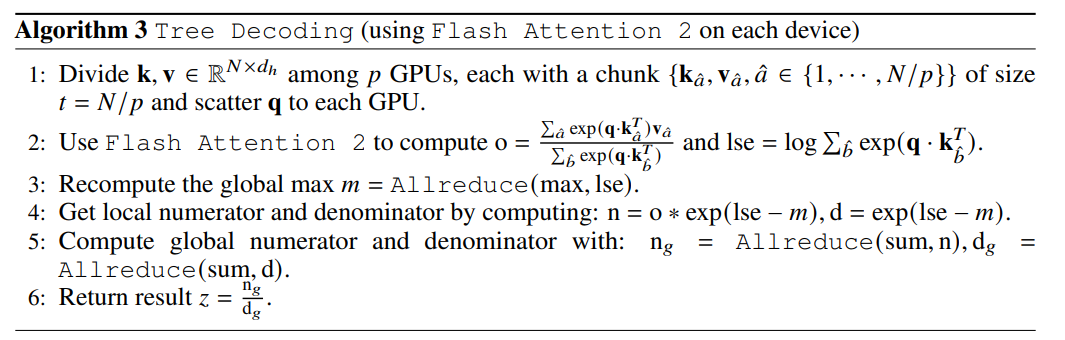 Algorithm 3 Tree Decoding (using Flash Attention 2 on each device)
1: Divide k, v ∈ ℝ^{N×d_h} among p GPUs, each with a chunk {k_â, v_â, â ∈ {1, ⋯ , N/p}} of size
t = N/p and scatter q to each GPU.
2: Use Flash Attention 2 to compute o = \frac{∑_â exp(q·k_â^T)v_â}{∑_b̂ exp(q·k_b̂^T)} and lse = log ∑_b̂ exp(q · k_b̂^T).
3: Recompute the global max m = Allreduce(max, lse).
4: Get local numerator and denominator by computing: n = o ∗ exp(lse − m), d = exp(lse − m).
5: Compute global numerator and denominator with: n_g = Allreduce(sum, n), d_g =
Allreduce(sum, d).
6: Return result z = \frac{n_g}{d_g}.